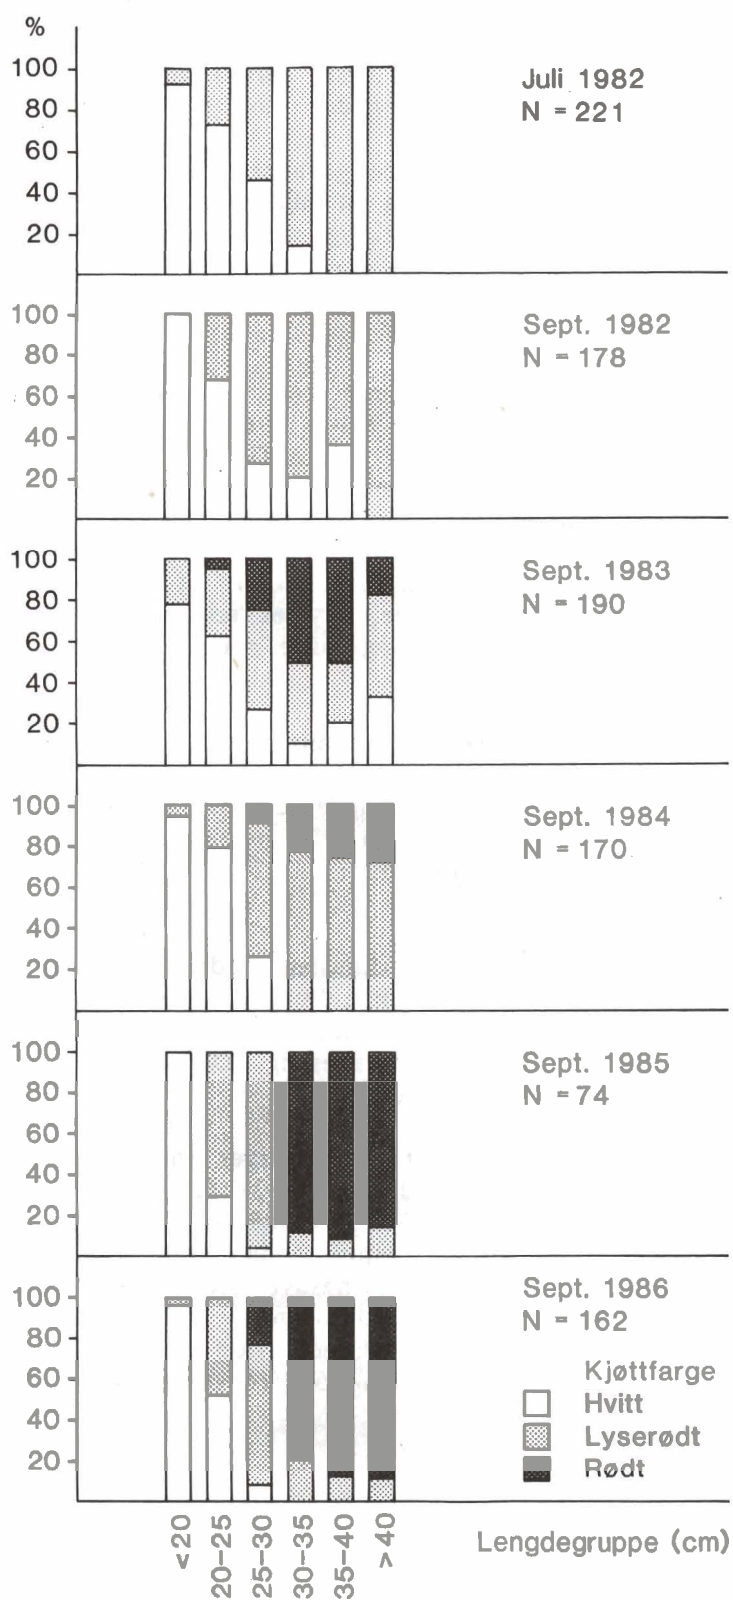 %
100
80
60
40
20
Juli 1982
N = 221
100
80
60
40
20
Sept. 1982
N = 178
100
80
60
40
20
Sept. 1983
N = 190
100
80
60
40
20
Sept. 1984
N = 170
100
80
60
40
20
Sept. 1985
N = 74
100
80
60
40
20
Sept. 1986
N = 162
Kjøttfarge
Hvitt
Lyserødt
Rødt
<20
20–25
25–30
30–35
35–40
>40
Lengdegruppe (cm)